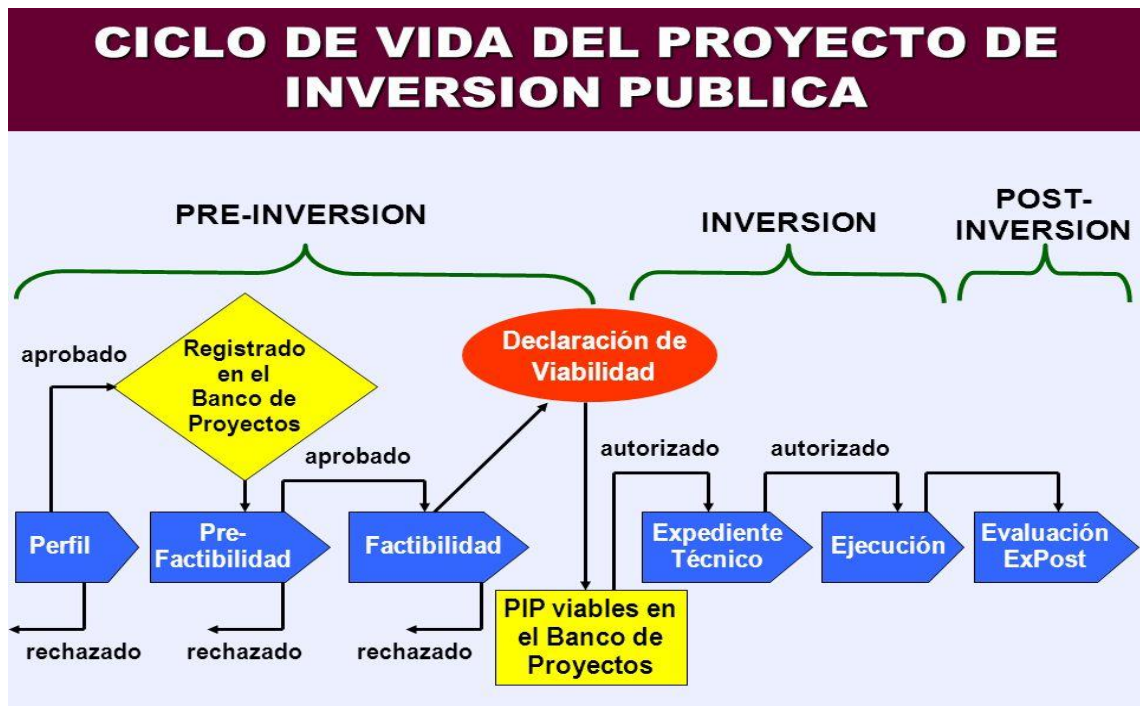 CICLO DE VIDA DEL PROYECTO DE
INVERSION PUBLICA
PRE-INVERSION
INVERSION
POST-
INVERSION
aprobado
Registrado
en el
Banco de
Proyectos
Declaración de
Viabilidad
aprobado
autorizado
autorizado
Perfil
Pre-
Factibilidad
Factibilidad
Expediente
Técnico
Ejecución
Evaluación
ExPost
rechazado
rechazado
rechazado
PIP viables en
el Banco de
Proyectos